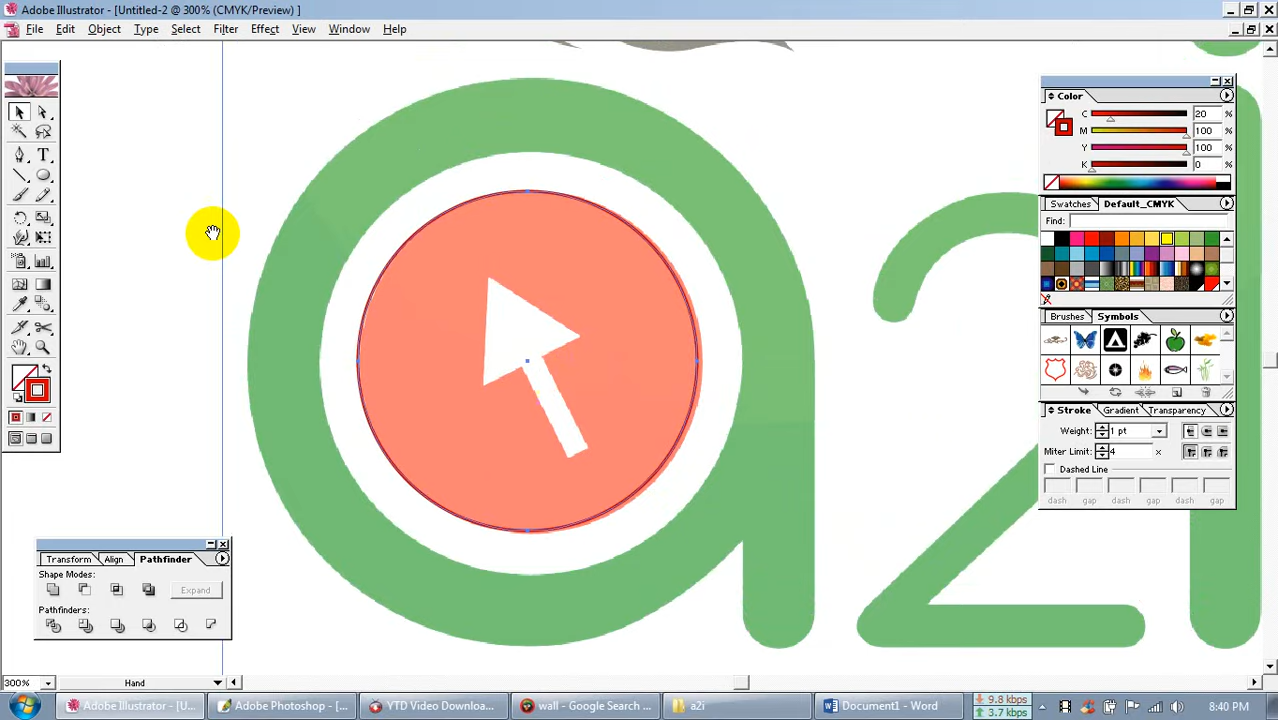 Adobe Illustrator - [Untitled-2 @ 300% (CMYK/Preview) ]
File Edit Object Type Select Filter Effect View Window Help
Color
C 20 %
M 100 %
Y 100 %
K 0 %
Swatches Default_CMYK
Find:
Brushes Symbols
Stroke Gradient Transparency
Weight: 1 pt
Miter Limit: 4 x
Dashed Line
dash gap dash gap dash gap
a2i
Transform Align Pathfinder
Shape Modes:
Expand
Pathfinders:
300% Hand
Adobe Illustrator - [U... Adobe Photoshop - [... YTD Video Download... wall - Google Search ... a2i Document1 - Word 9.8 kbps 3.7 kbps 8:40 PM